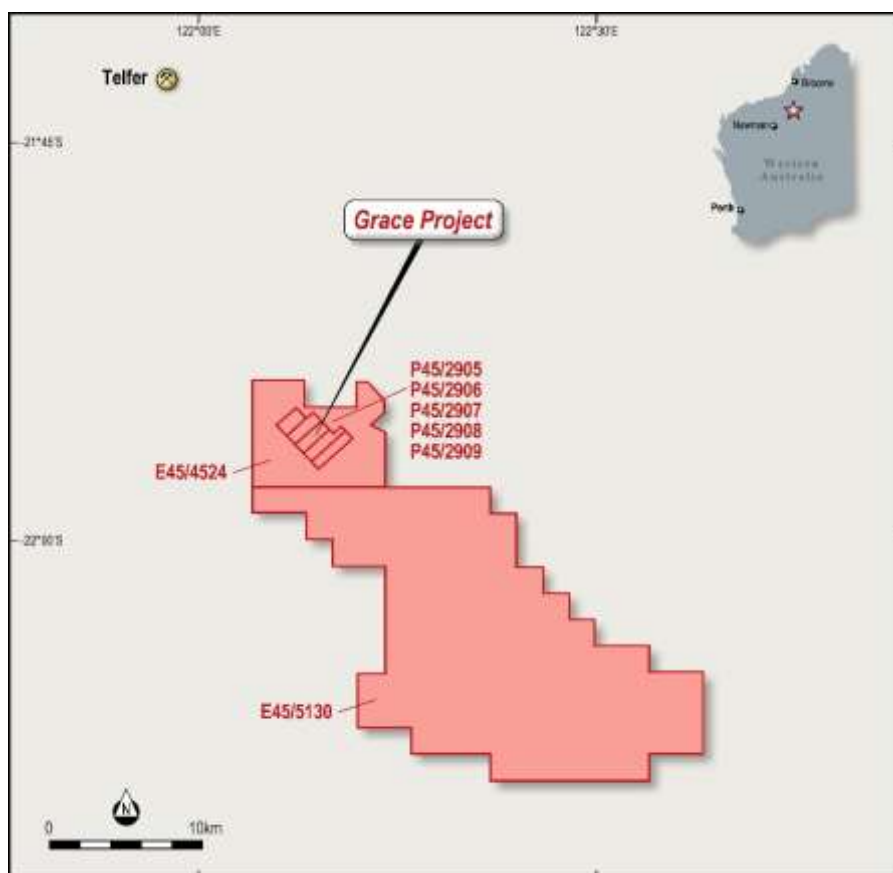 122°00'E
122°30'E
Telfer
Broome
Newman
Western
Australia
Perth
-21°45'S
Grace Project
P45/2905
P45/2906
P45/2907
P45/2908
P45/2909
E45/4524
-22°00'S
E45/5130
N
0
10km